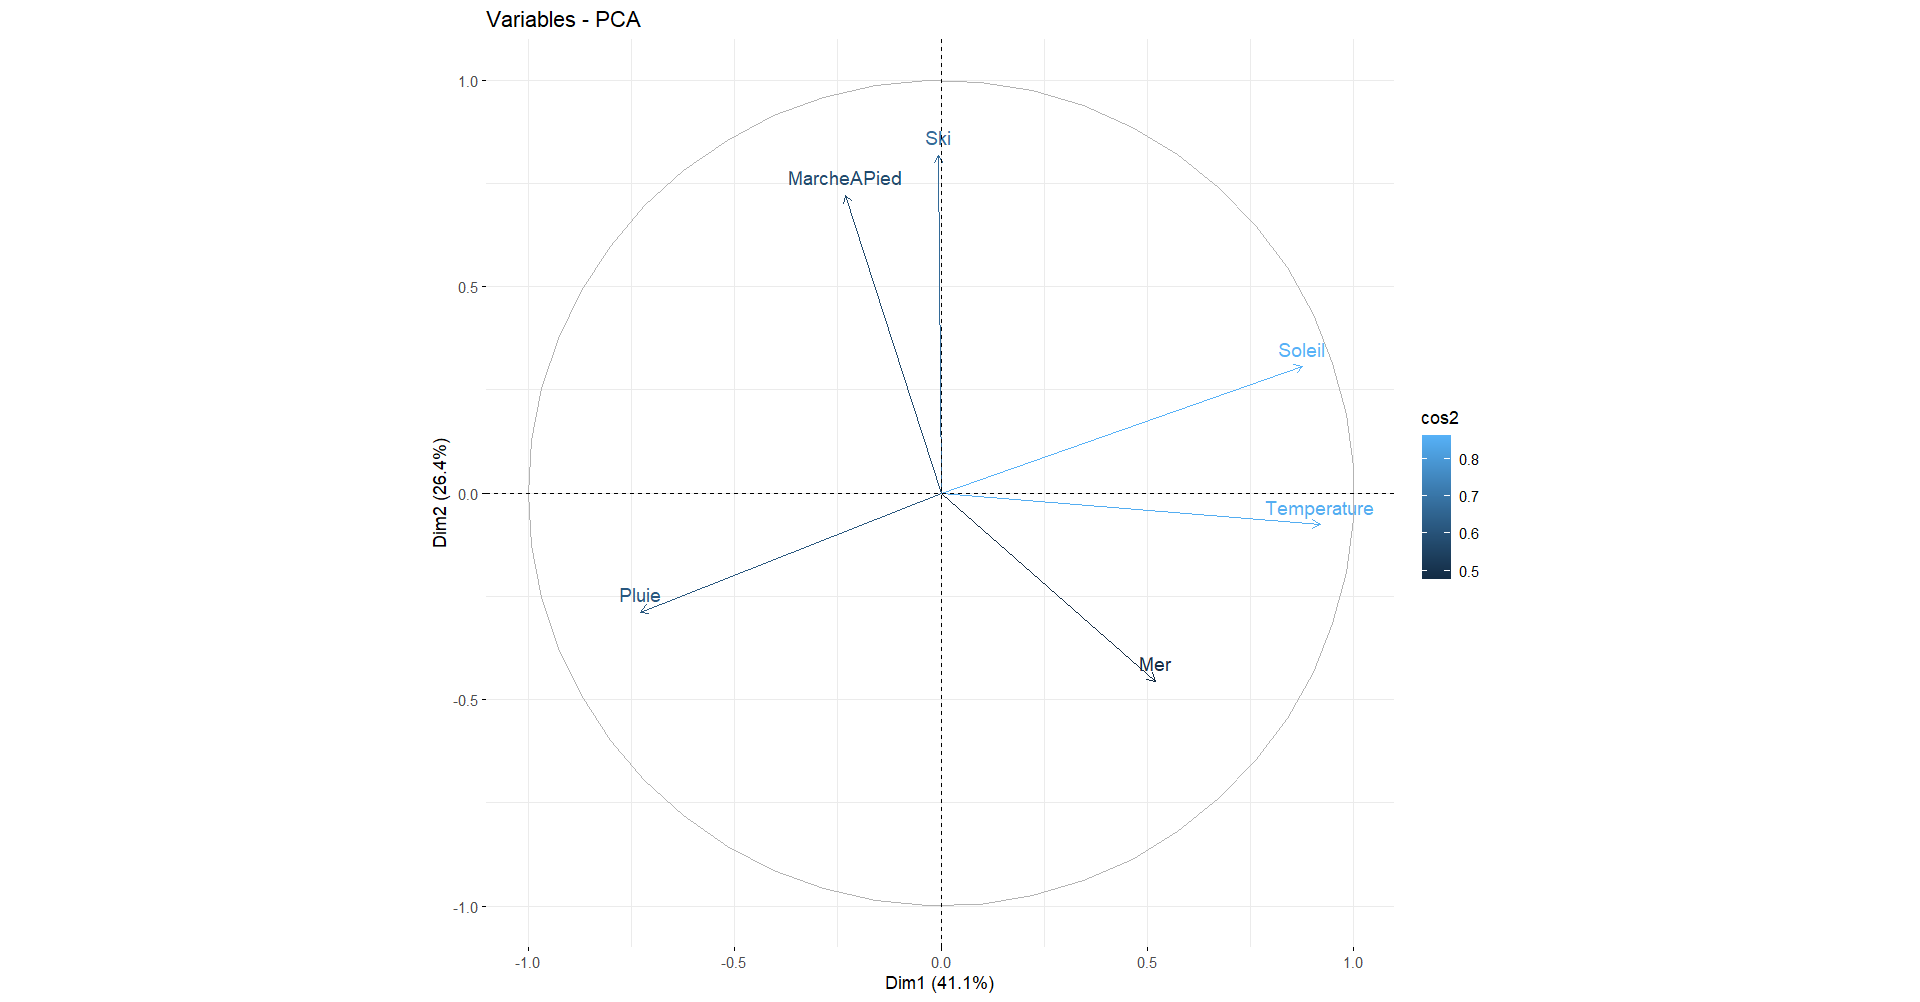 Variables - PCA
1.0
Ski
MarcheAPied
0.5
Soleil
cos2
0.8
0.7
0.6
0.5
Dim2 (26.4%)
0.0
Temperature
Pluie
Mer
-0.5
-1.0
-1.0
-0.5
0.0
0.5
1.0
Dim1 (41.1%)